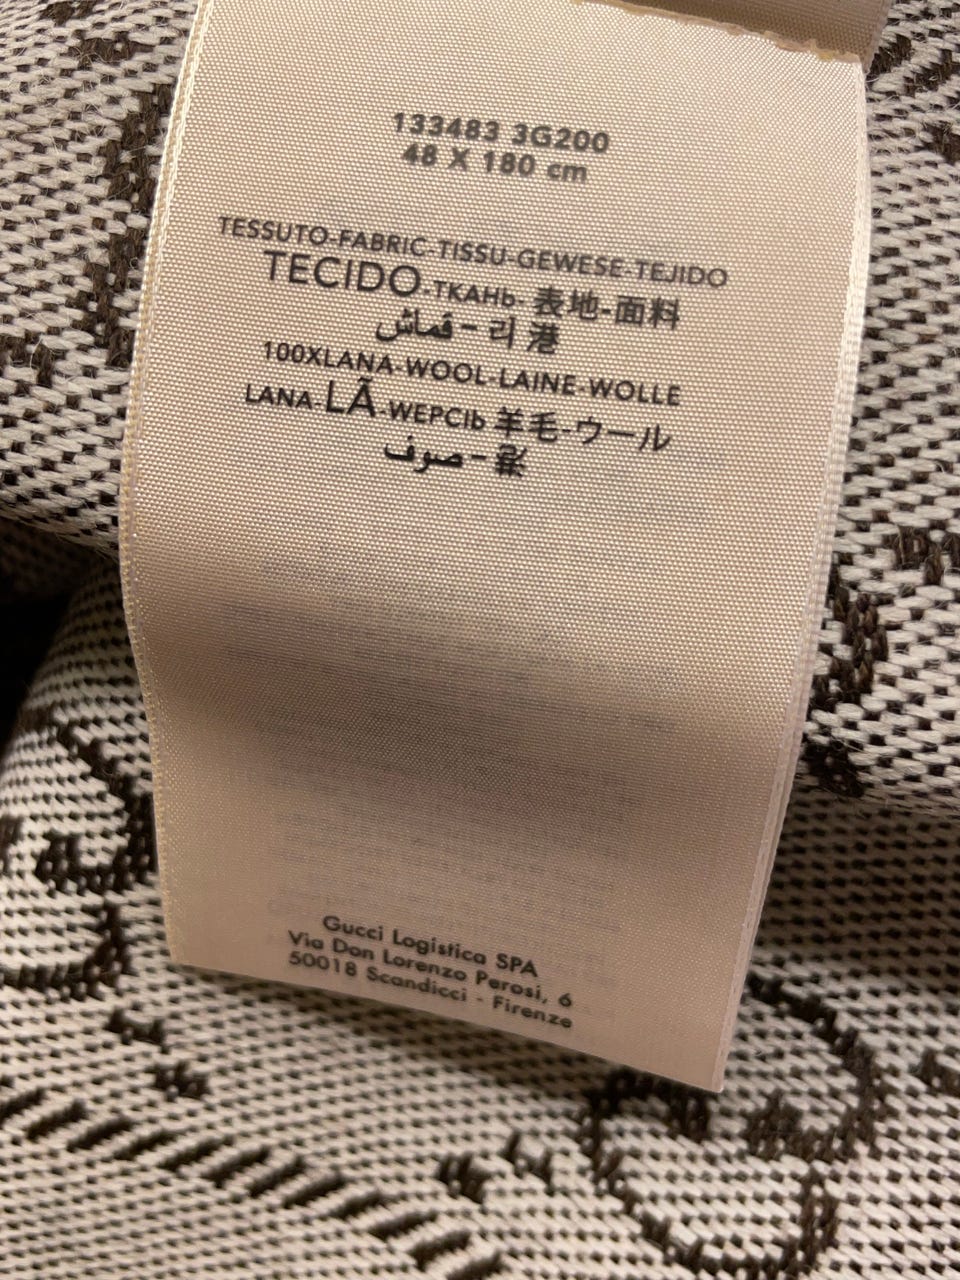 133483 3G200
48 X 180 cm
TESSUTO-FABRIC-TISSU-GEWESE-TEJIDO
TECIDO-TKAHb- 表地-面料
قماش - 리 港
100XLANA-WOOL-LAINE-WOLLE
LANA-LÃ-WEPCIb 羊毛-ウール
صوف -
Gucci Logistica SPA
Via Don Lorenzo Perosi, 6
50018 Scandicci - Firenze